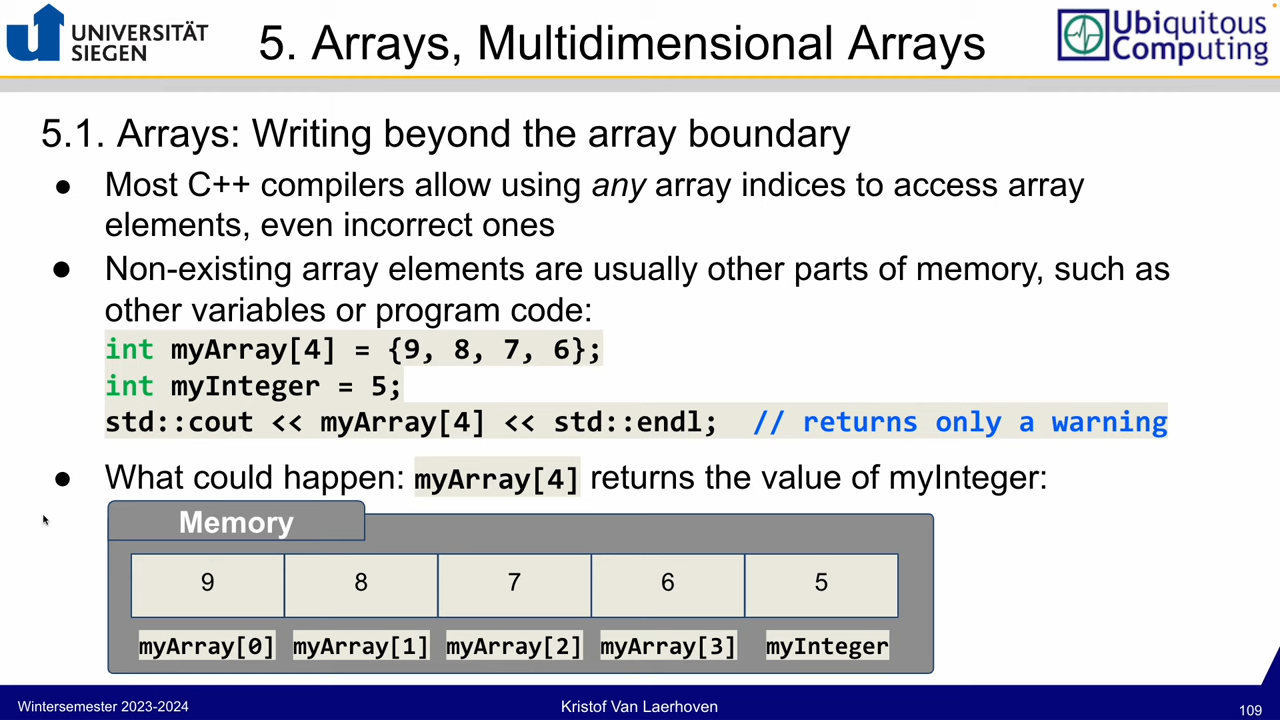 UNIVERSITÄT
SIEGEN
5. Arrays, Multidimensional Arrays
Ubiquitous
Computing
5.1. Arrays: Writing beyond the array boundary
● Most C++ compilers allow using any array indices to access array
elements, even incorrect ones
● Non-existing array elements are usually other parts of memory, such as
other variables or program code:
int myArray[4] = {9, 8, 7, 6};
int myInteger = 5;
std::cout << myArray[4] << std::endl;  // returns only a warning
● What could happen: myArray[4] returns the value of myInteger:
Memory
9 8 7 6 5
myArray[0] myArray[1] myArray[2] myArray[3] myInteger
Wintersemester 2023-2024 Kristof Van Laerhoven 109